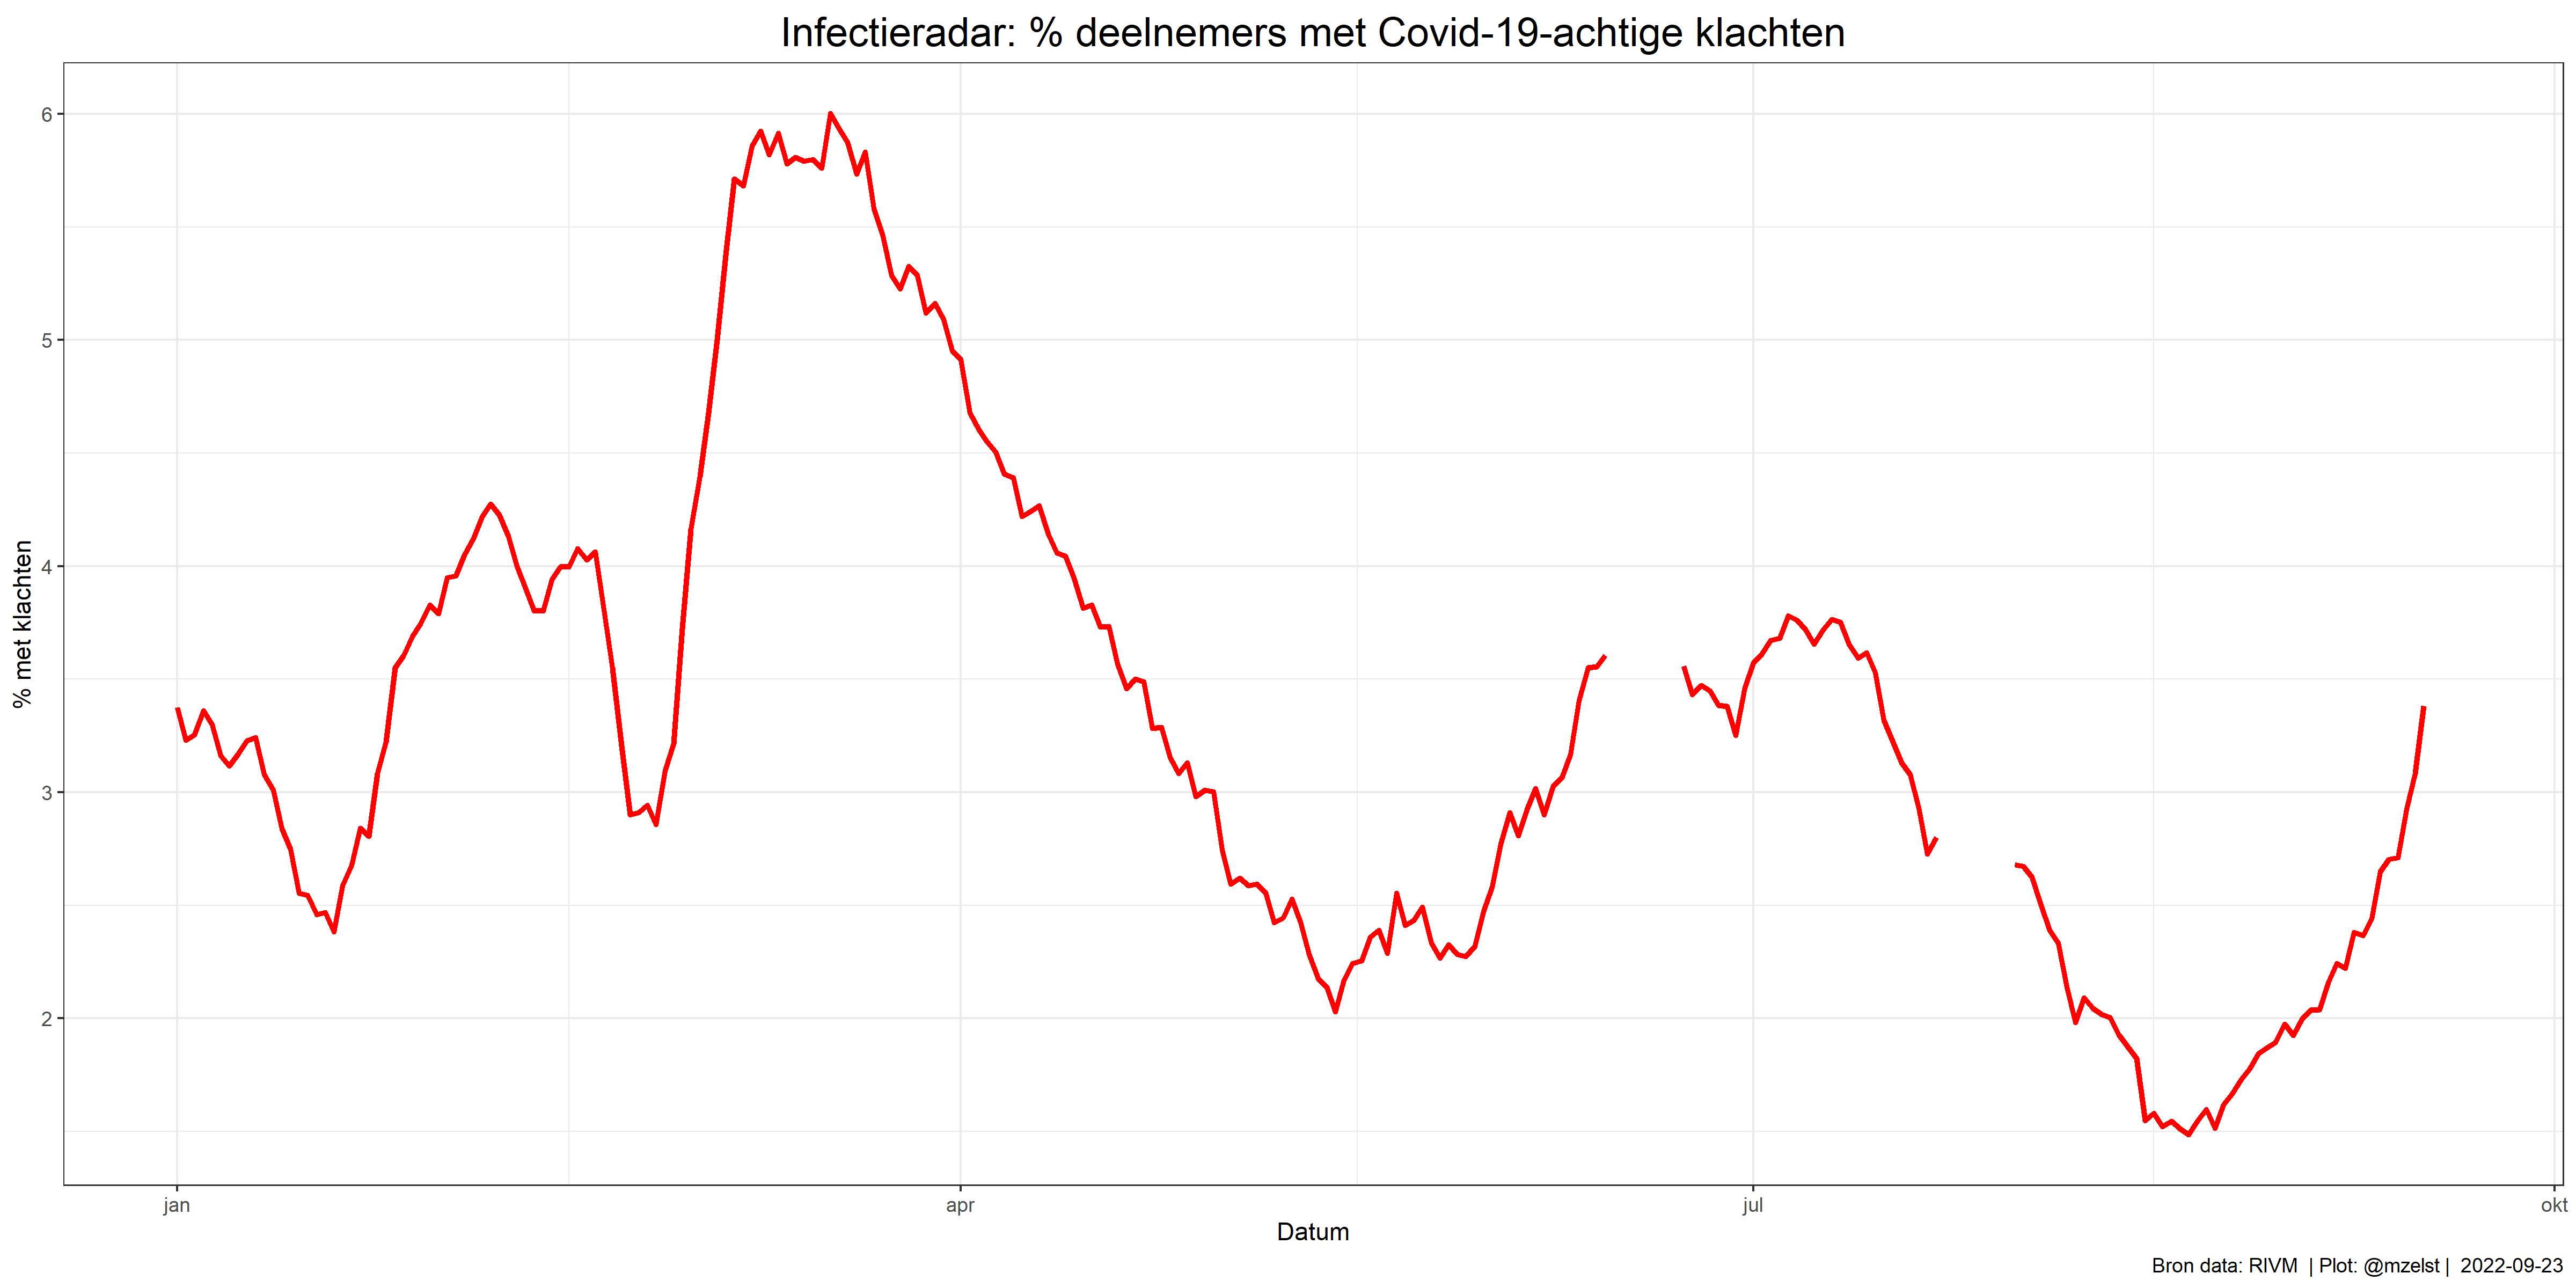 Infectieradar: % deelnemers met Covid-19-achtige klachten
6
5
4
3
2
% met klachten
jan apr jul okt
Datum
Bron data: RIVM | Plot: @mzelst | 2022-09-23